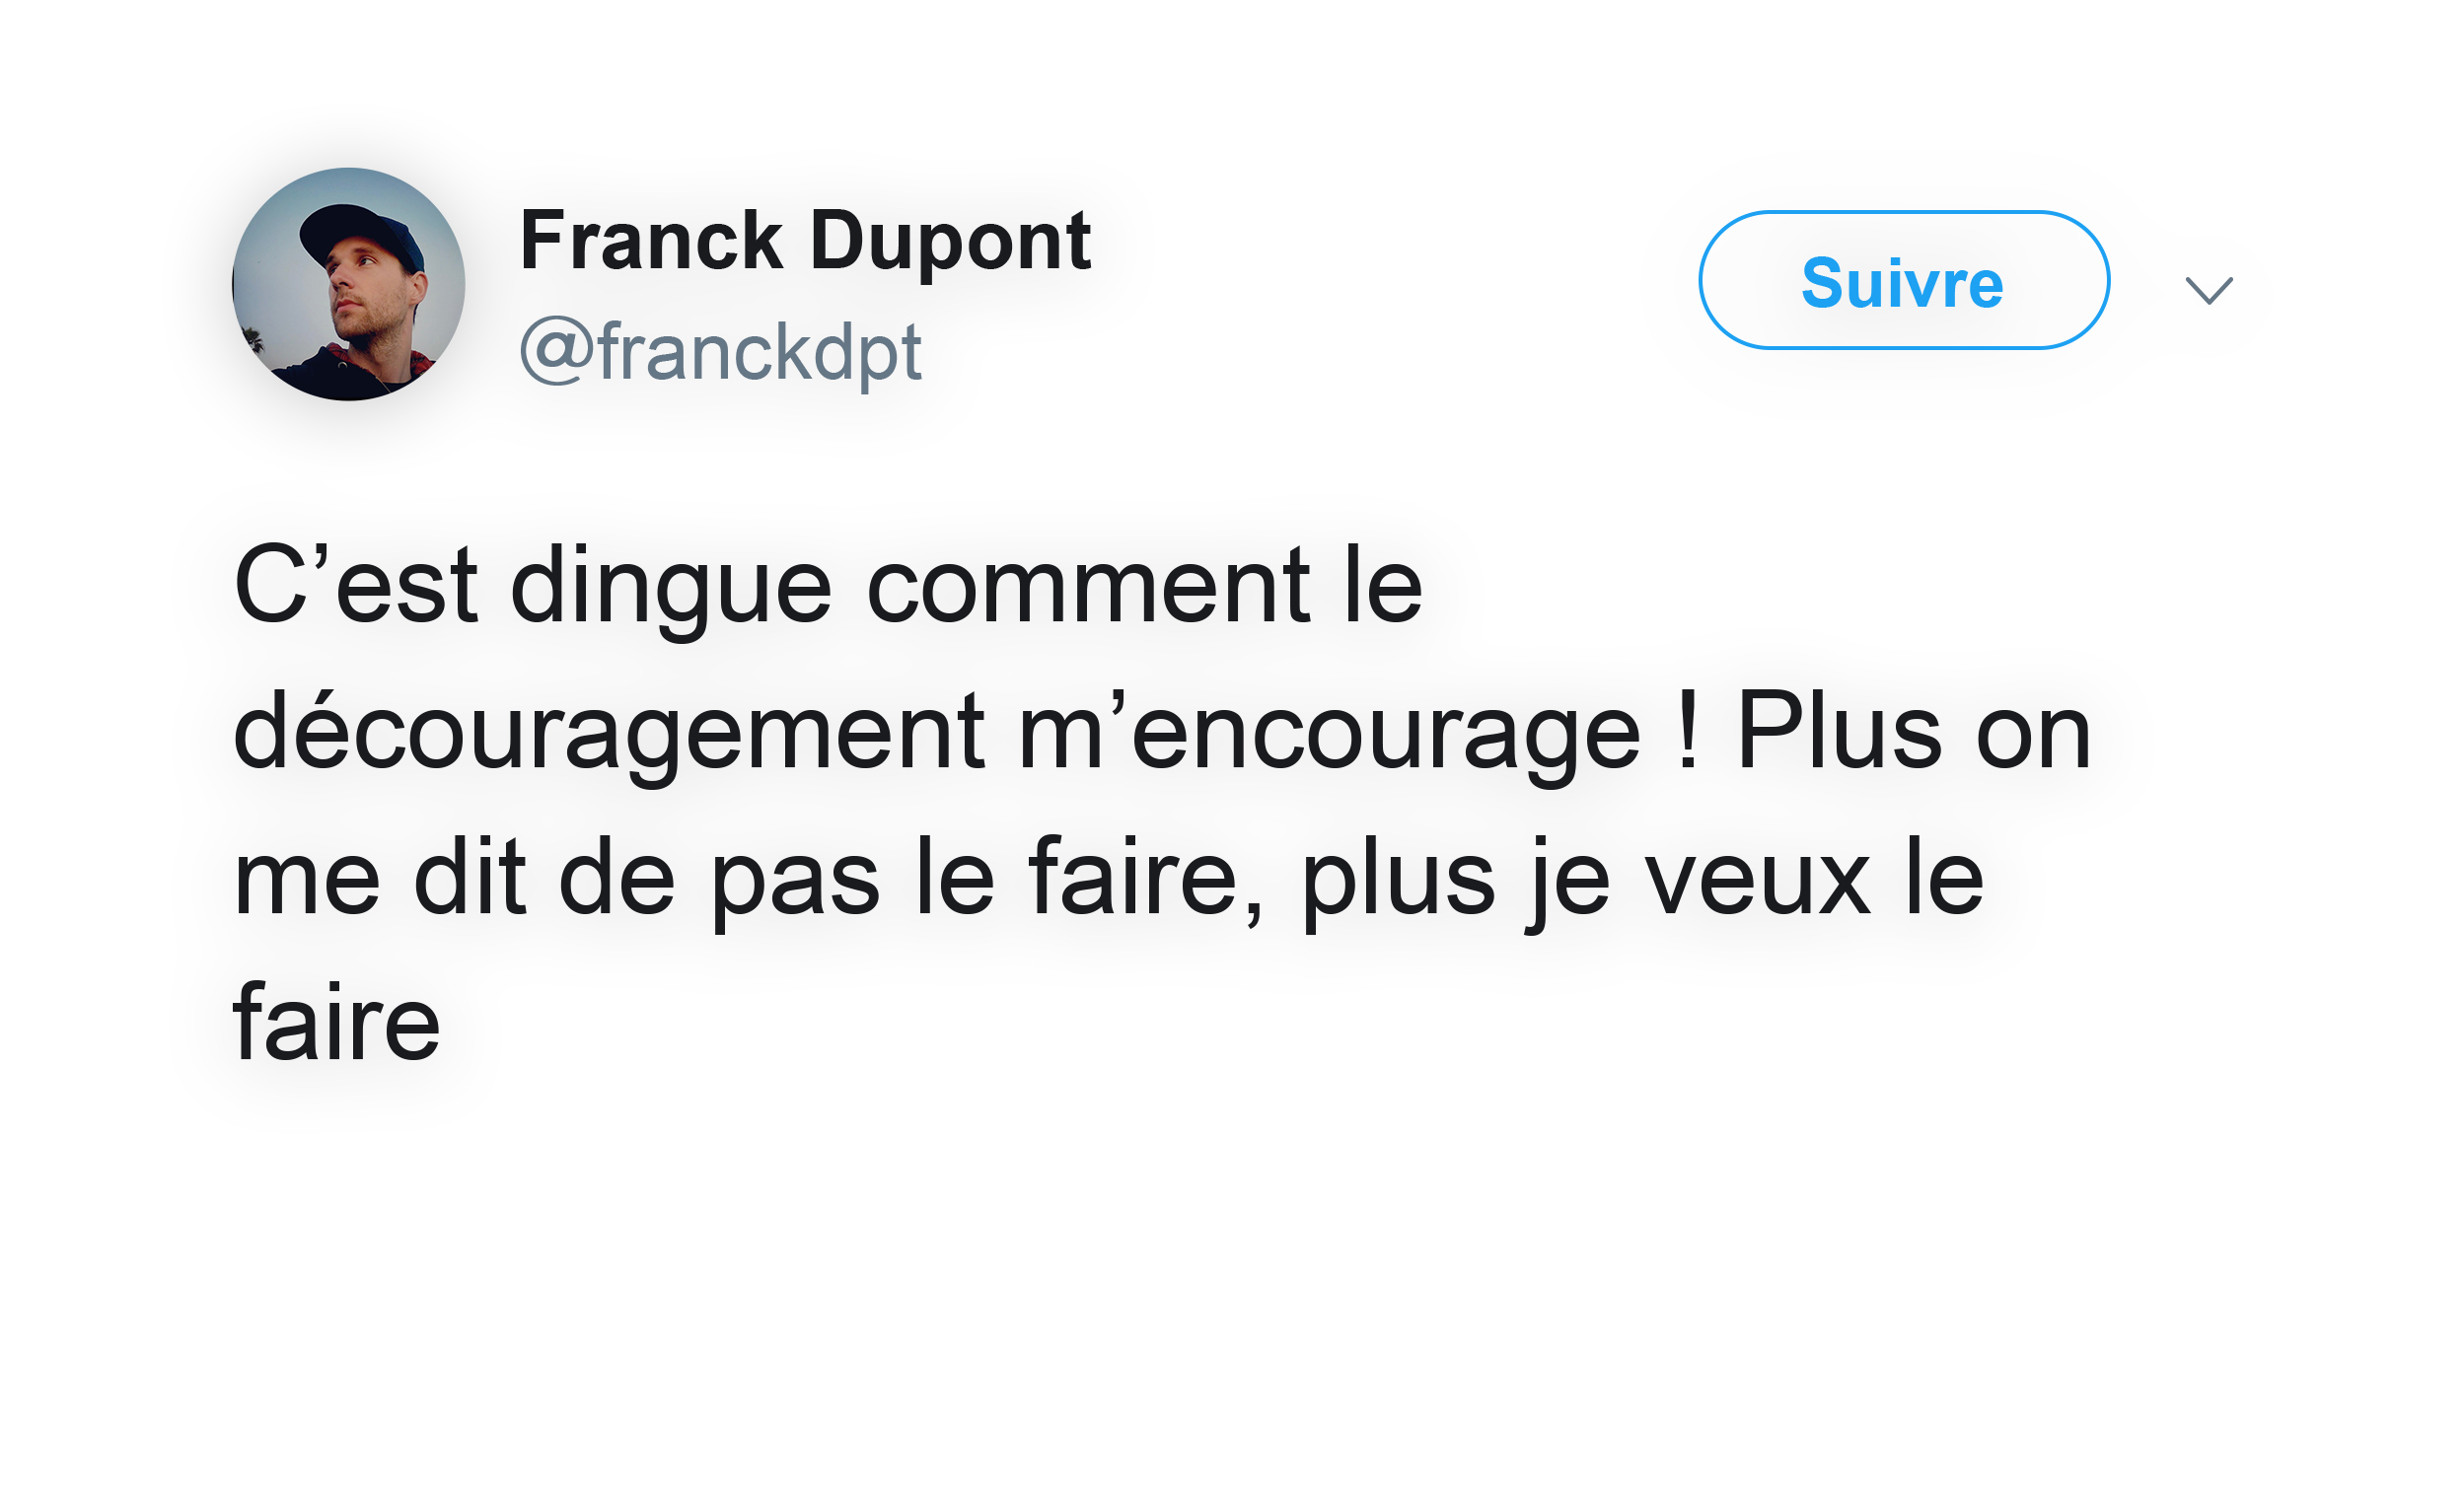 Franck Dupont
@franckdpt
Suivre
C’est dingue comment le
découragement m’encourage ! Plus on
me dit de pas le faire, plus je veux le
faire